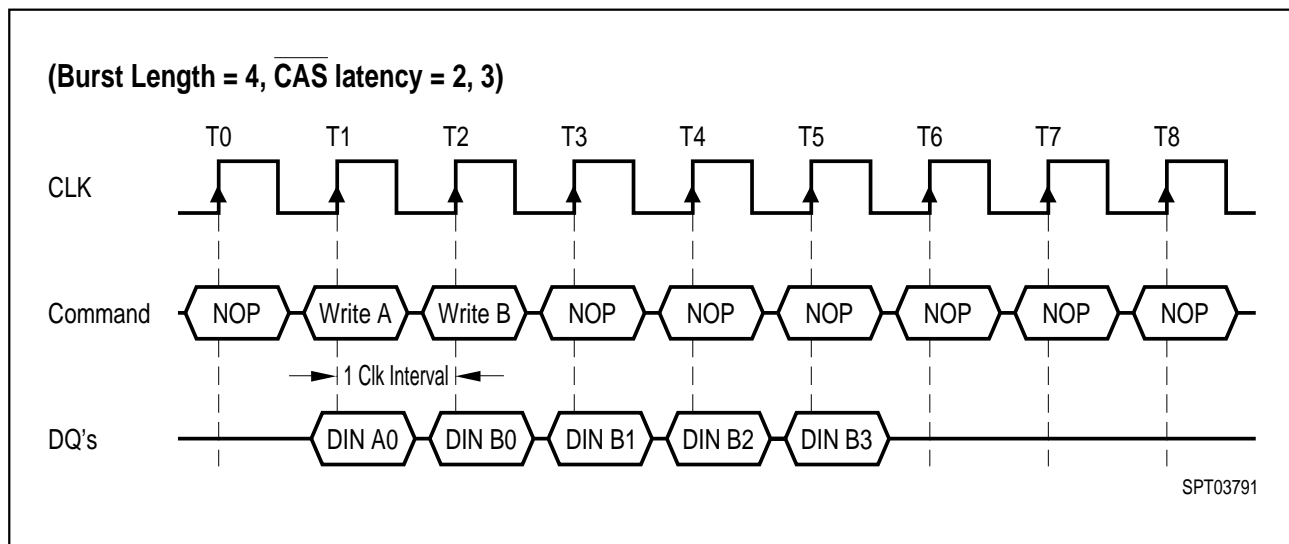 (Burst Length = 4, CAS latency = 2, 3)
T0 T1 T2 T3 T4 T5 T6 T7 T8
CLK
Command NOP Write A Write B NOP NOP NOP NOP NOP NOP
1 Clk Interval
DQ's DIN A0 DIN B0 DIN B1 DIN B2 DIN B3
SPT03791